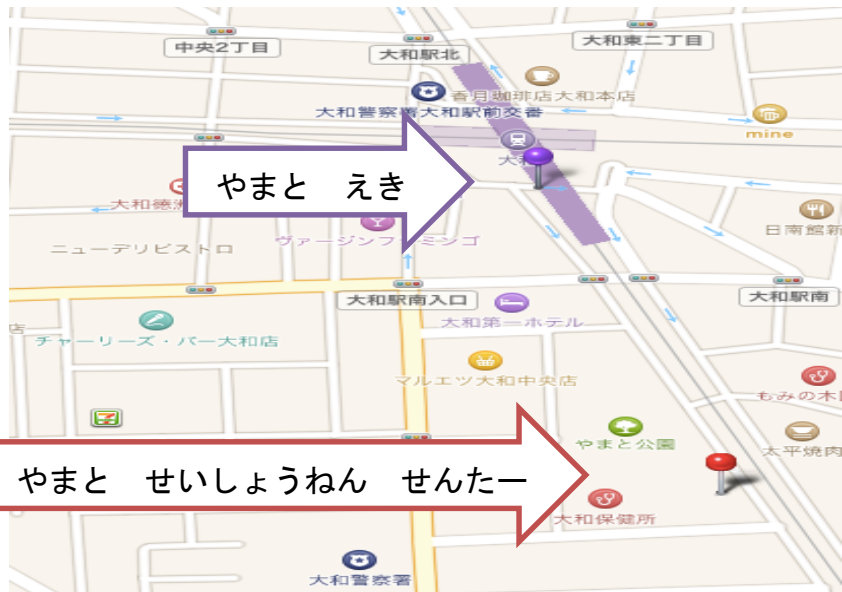 中央2丁目
大和駅北
大和東二丁目
香月珈琲店大和本店
大和警察署大和駅前交番
mine
大和
やまと えき
大和徳洲
日南館新
ニューデリビストロ
ヴァージンフラミンゴ
大和駅南入口
大和駅南
大和第一ホテル
店
チャーリーズ・バー大和店
マルエツ大和中央店
もみの木
やまと公園
太平焼肉
やまと せいしょうねん せんたー
大和保健所
大和警察署